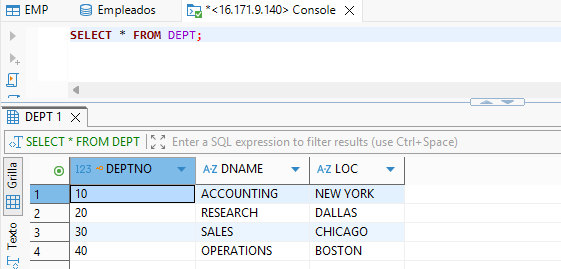 EMP Empleados *<16.171.9.140> Console
SELECT * FROM DEPT;
DEPT 1
SELECT * FROM DEPT Enter a SQL expression to filter results (use Ctrl+Space)
Grilla
Texto
123 DEPTNO A-Z DNAME A-Z LOC
1 10 ACCOUNTING NEW YORK
2 20 RESEARCH DALLAS
3 30 SALES CHICAGO
4 40 OPERATIONS BOSTON